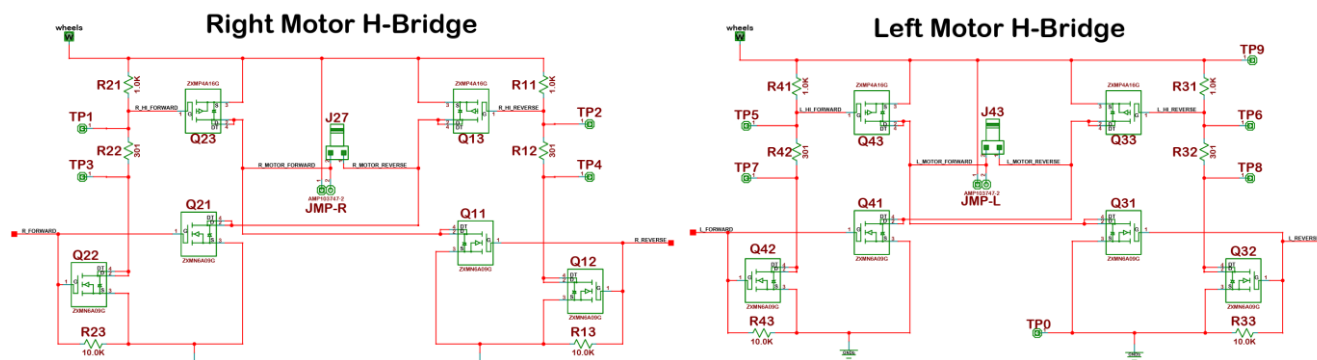 Right Motor H-Bridge
wheels
W
R21
1.0K
ZXMP4A16G
R_HI_FORWARD
Q23
TP1
R22
301
TP3
J27
R_MOTOR_FORWARD
R_MOTOR_REVERSE
AMP103747-2
JMP-R
ZXMP4A16G
R_HI_REVERSE
Q13
R11
1.0K
TP2
R12
301
TP4
Q21
ZXMN6A09G
R_FORWARD
Q22
ZXMN6A09G
R23
10.0K
Q11
ZXMN6A09G
R_REVERSE
Q12
ZXMN6A09G
R13
10.0K
Left Motor H-Bridge
wheels
W
TP9
R41
1.0K
ZXMP4A16G
L_HI_FORWARD
Q43
TP5
R42
301
TP7
J43
L_MOTOR_FORWARD
L_MOTOR_REVERSE
AMP103747-2
JMP-L
ZXMP4A16G
L_HI_REVERSE
Q33
R31
1.0K
TP6
R32
301
TP8
Q41
ZXMN6A09G
L_FORWARD
Q42
ZXMN6A09G
R43
10.0K
Q31
ZXMN6A09G
L_REVERSE
Q32
ZXMN6A09G
TP0
R33
10.0K